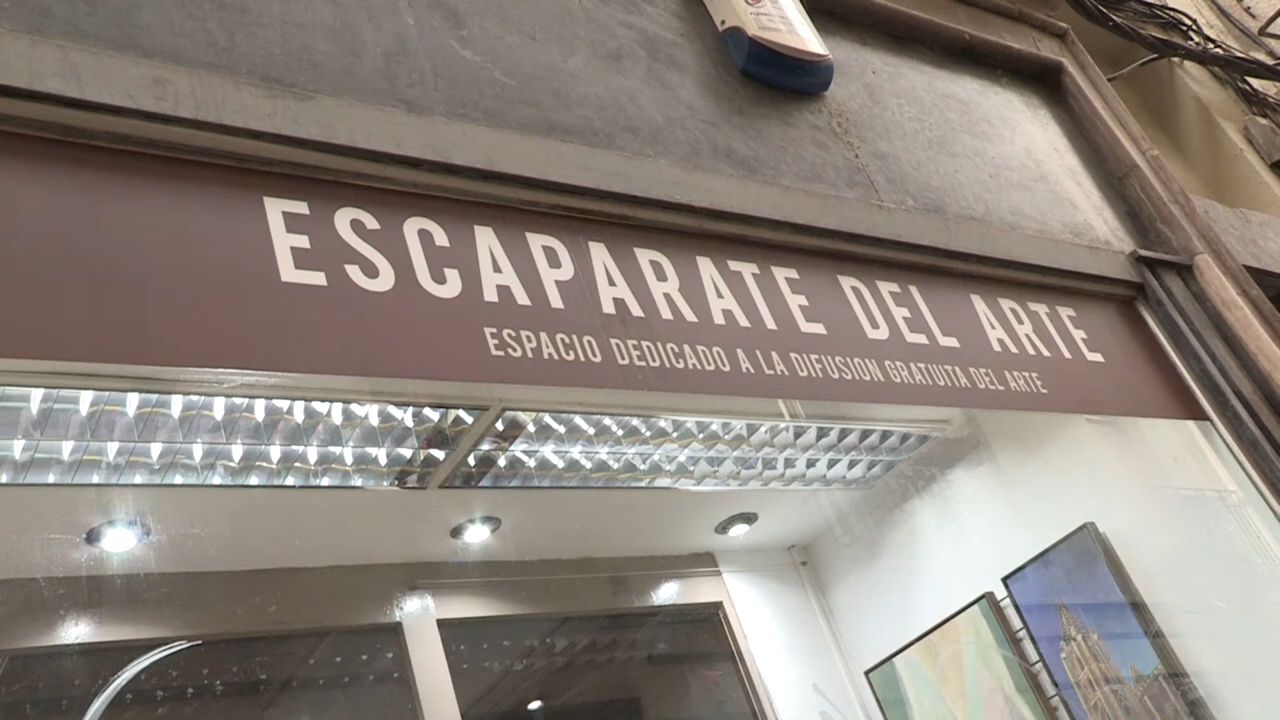 ESCAPARATE DEL ARTE
ESPACIO DEDICADO A LA DIFUSION GRATUITA DEL ARTE